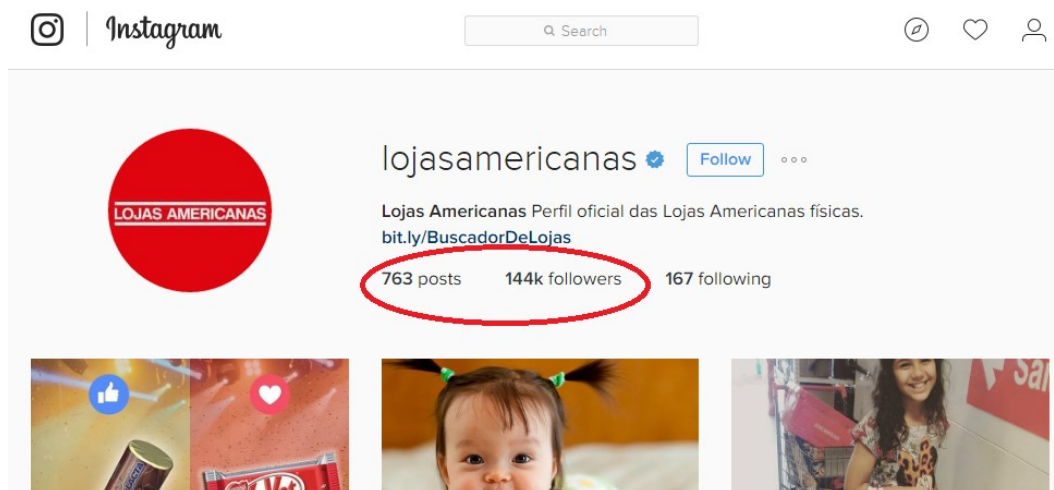 Instagram
Search
lojasamericanas Follow
LOJAS AMERICANAS
Lojas Americanas Perfil oficial das Lojas Americanas físicas.
bit.ly/BuscadorDeLojas
763 posts 144k followers 167 following